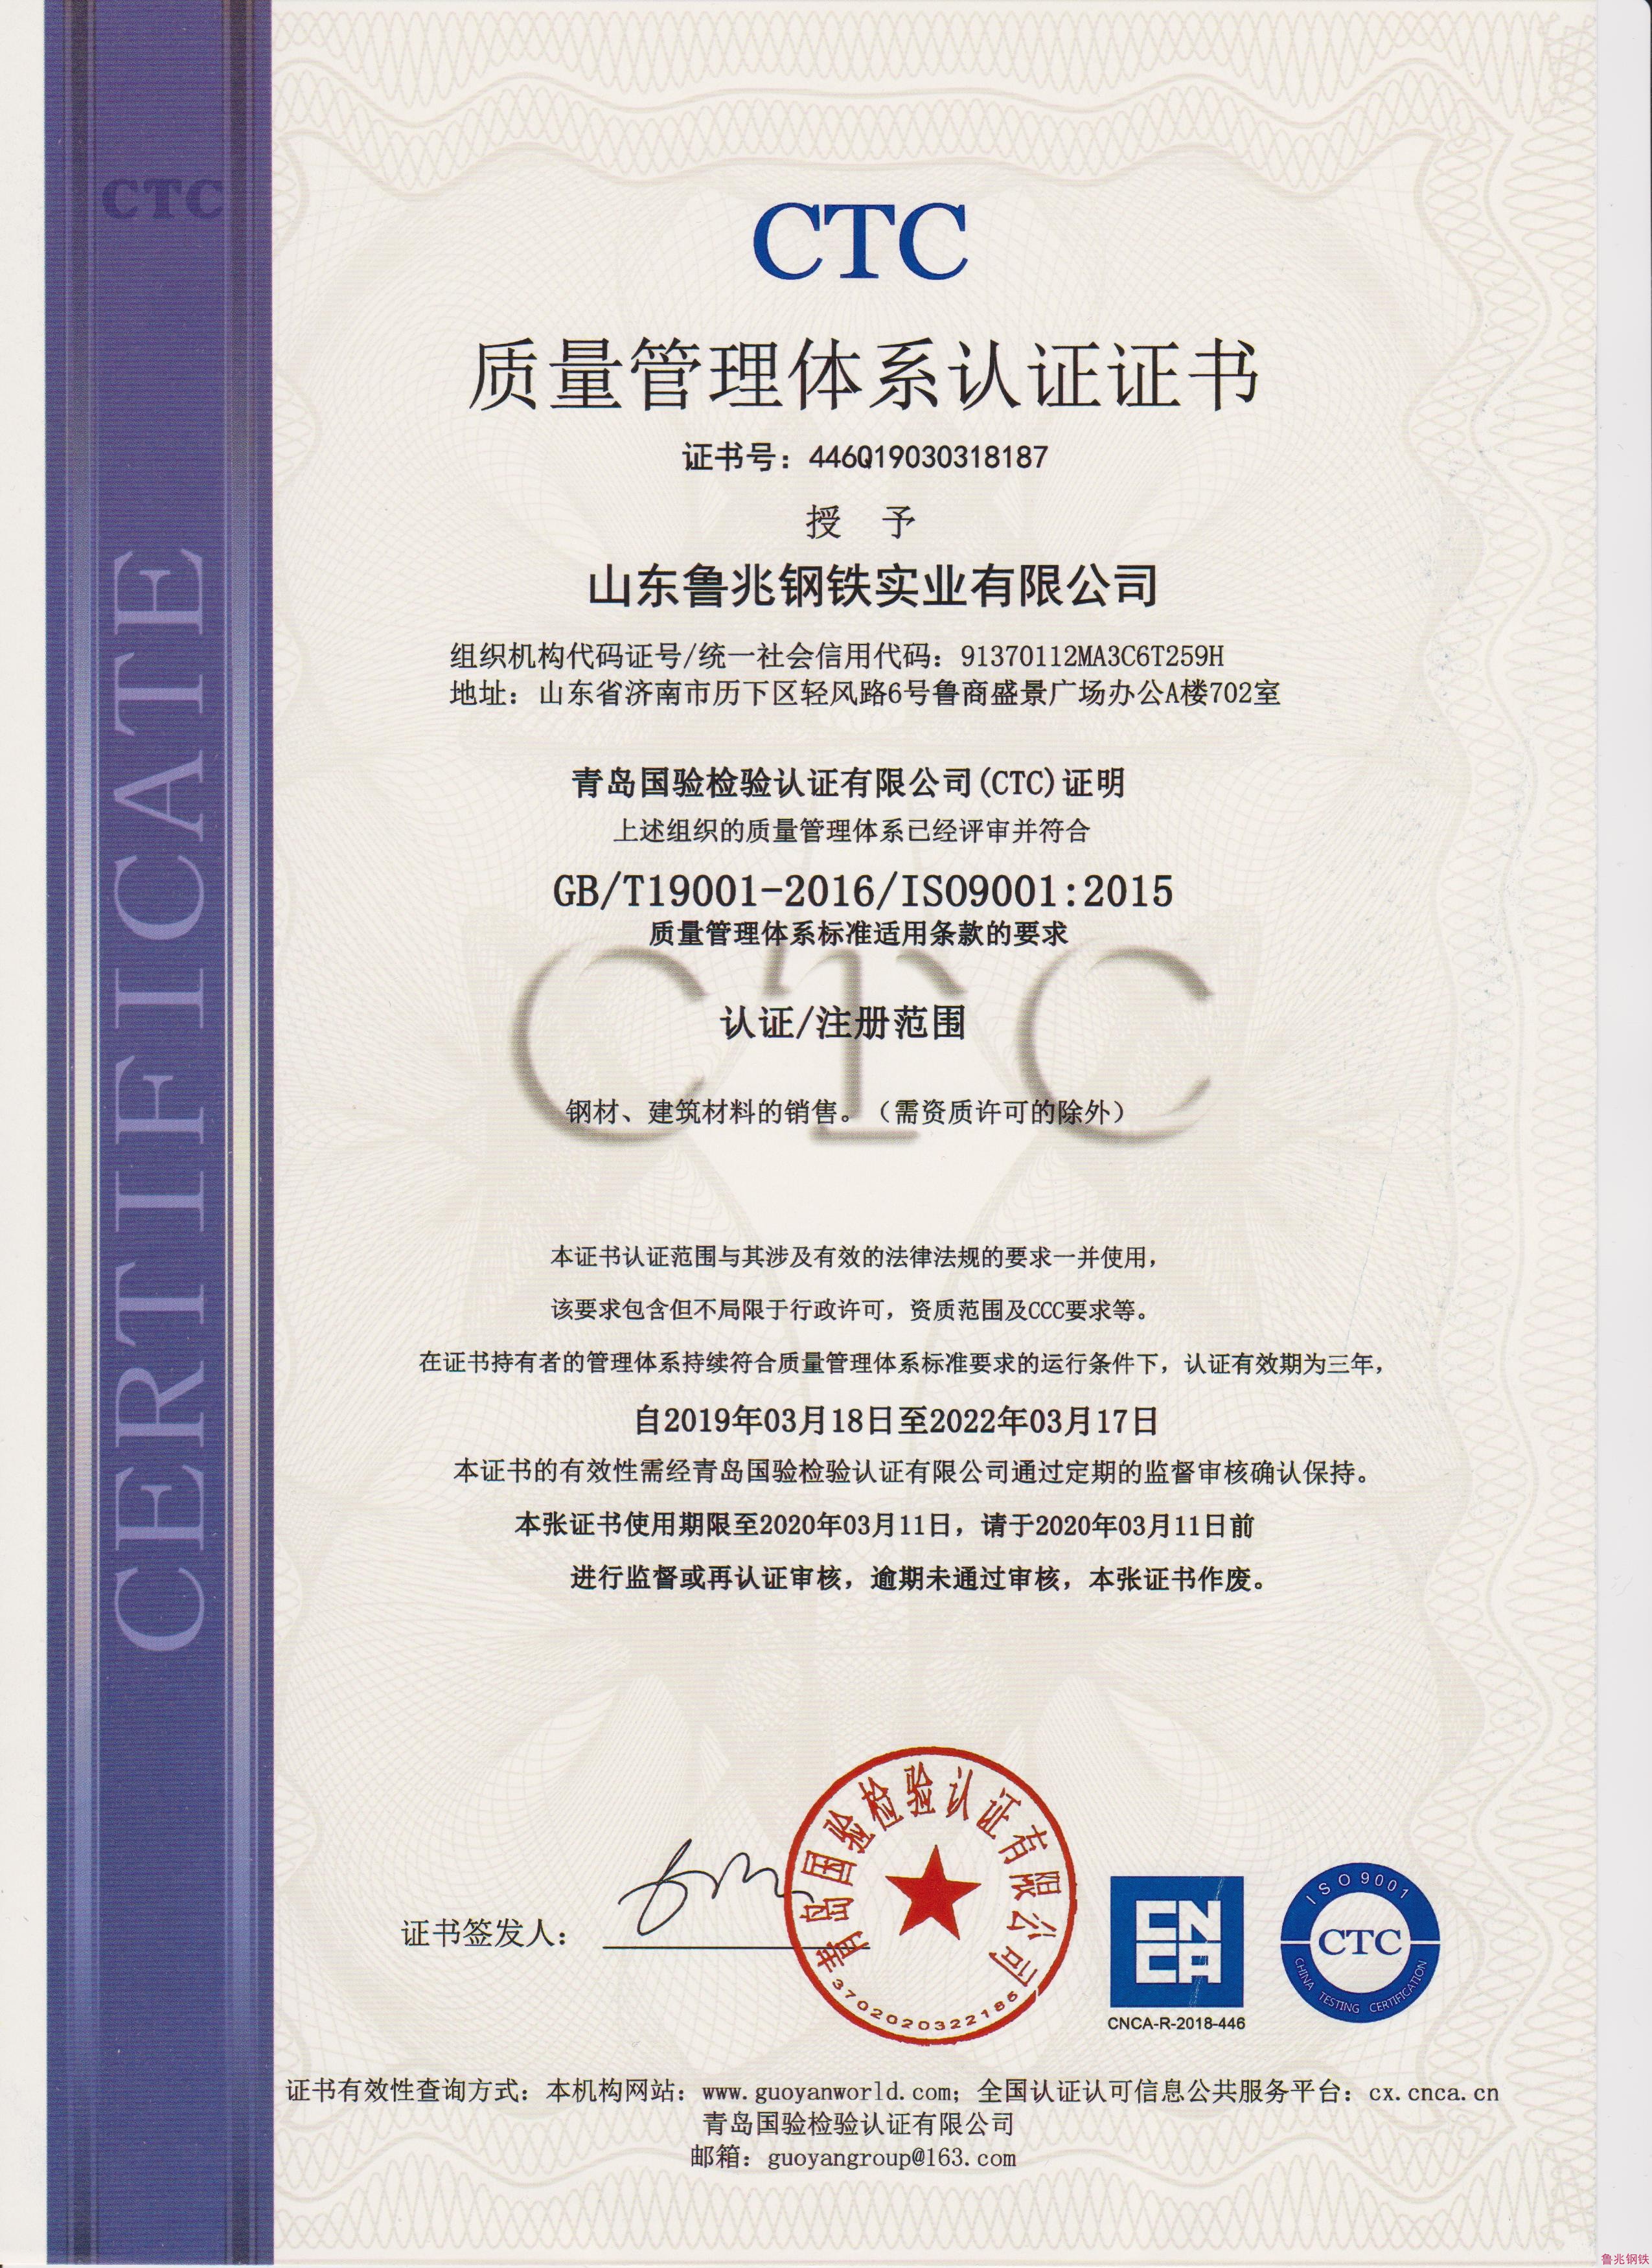 CTC
CERTIFICATE
CTC
质量管理体系认证证书
证书号：446Q19030318187
授 予
山东鲁兆钢铁实业有限公司
组织机构代码证号/统一社会信用代码：91370112MA3C6T259H
地址：山东省济南市历下区轻风路6号鲁商盛景广场办公A楼702室
青岛国验检验认证有限公司(CTC)证明
上述组织的质量管理体系已经评审并符合
GB/T19001-2016/ISO9001:2015
质量管理体系标准适用条款的要求
CTC
认证/注册范围
钢材、建筑材料的销售。（需资质许可的除外）
本证书认证范围与其涉及有效的法律法规的要求一并使用，
该要求包含但不局限于行政许可，资质范围及CCC要求等。
在证书持有者的管理体系持续符合质量管理体系标准要求的运行条件下，认证有效期为三年，
自2019年03月18日至2022年03月17日
本证书的有效性需经青岛国验检验认证有限公司通过定期的监督审核确认保持。
本张证书使用期限至2020年03月11日，请于2020年03月11日前
进行监督或再认证审核，逾期未通过审核，本张证书作废。
证书签发人：
青岛国验检验认证有限公司
3702020322186
CNCA
CNCA-R-2018-446
ISO 9001
CTC
CHINA TESTING CERTIFICATION
证书有效性查询方式：本机构网站：www.guoyanworld.com；全国认证认可信息公共服务平台：cx.cnca.cn
青岛国验检验认证有限公司
邮箱：guoyangroup@163.com
鲁兆钢铁